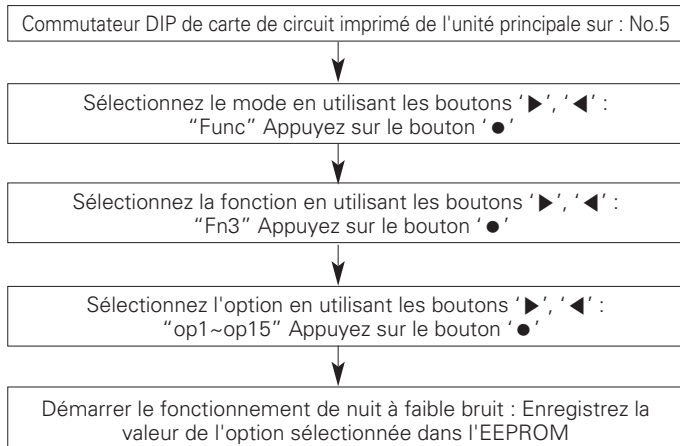 Commutateur DIP de carte de circuit imprimé de l'unité principale sur : No.5
Sélectionnez le mode en utilisant les boutons ‘▶’, ‘◀’ :
“Func” Appuyez sur le bouton ‘●’
Sélectionnez la fonction en utilisant les boutons ‘▶’, ‘◀’ :
“Fn3” Appuyez sur le bouton ‘●’
Sélectionnez l'option en utilisant les boutons ‘▶’, ‘◀’ :
“op1~op15” Appuyez sur le bouton ‘●’
Démarrer le fonctionnement de nuit à faible bruit : Enregistrez la
valeur de l'option sélectionnée dans l'EEPROM